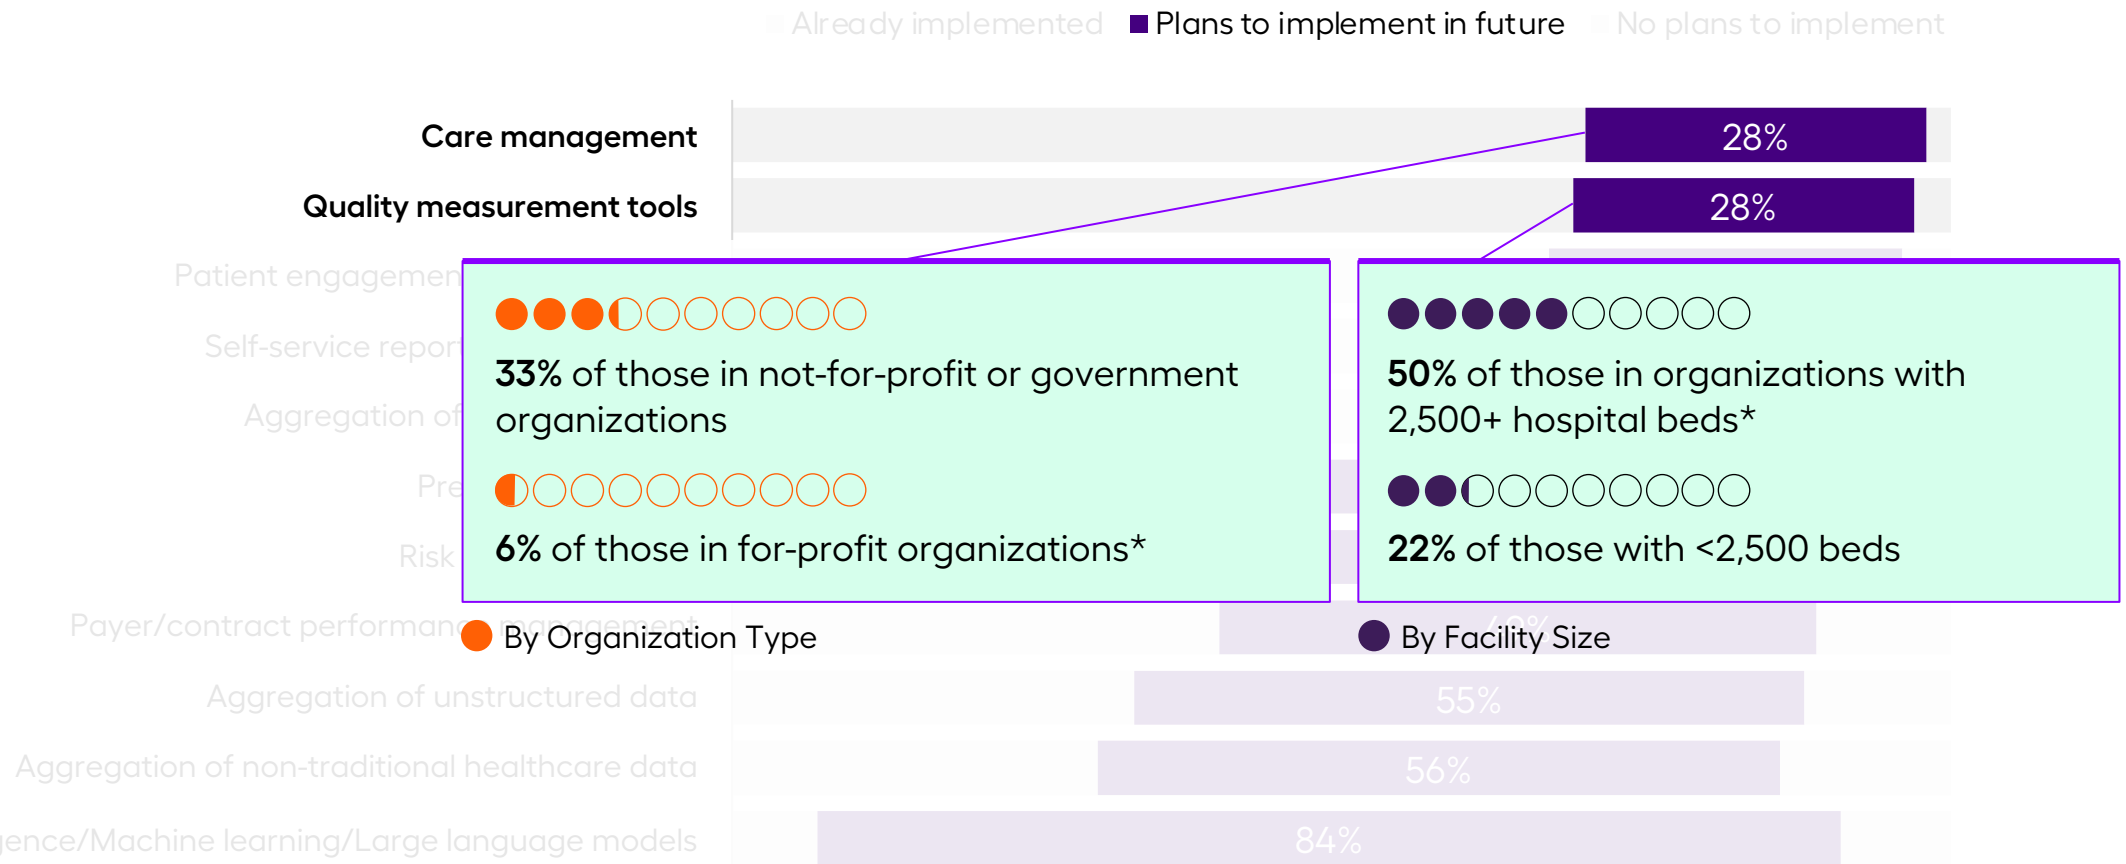 Already implemented Plans to implement in future No plans to implement
Care management 28%
Quality measurement tools 28%
Patient engagemen
Self-service repor
Aggregation of
Pre
Risk
33% of those in not-for-profit or government
organizations
6% of those in for-profit organizations*
50% of those in organizations with
2,500+ hospital beds*
22% of those with <2,500 beds
Payer/contract performance management
By Organization Type
By Facility Size
Aggregation of unstructured data 55%
Aggregation of non-traditional healthcare data 56%
gence/Machine learning/Large language models 84%